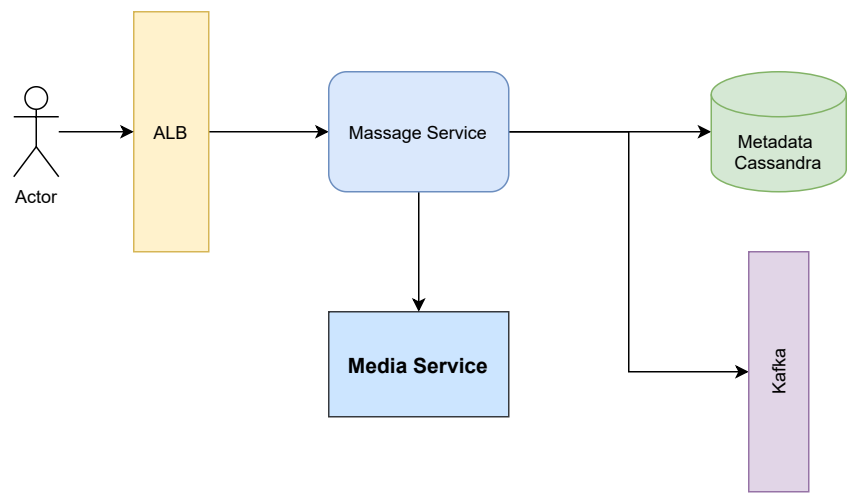 Actor
ALB
Massage Service
Media Service
Metadata
Cassandra
Kafka